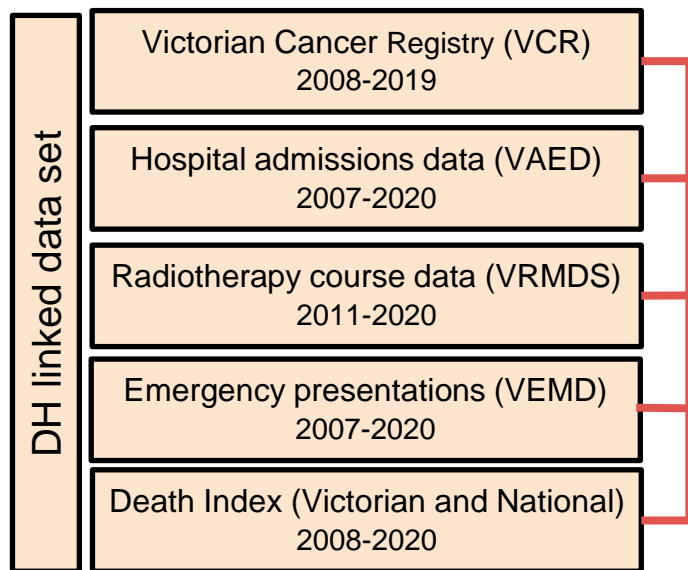 DH linked data set
Victorian Cancer Registry (VCR)
2008-2019
Hospital admissions data (VAED)
2007-2020
Radiotherapy course data (VRMDS)
2011-2020
Emergency presentations (VEMD)
2007-2020
Death Index (Victorian and National)
2008-2020